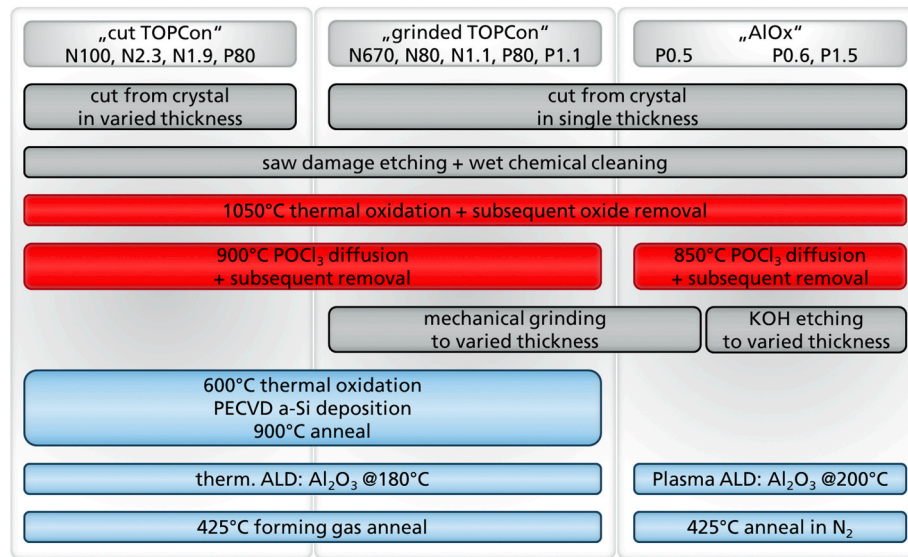 „cut TOPCon“
N100, N2.3, N1.9, P80
„grinded TOPCon“
N670, N80, N1.1, P80, P1.1
„AlOx“
P0.5 P0.6, P1.5
cut from crystal
in varied thickness
cut from crystal
in single thickness
saw damage etching + wet chemical cleaning
1050°C thermal oxidation + subsequent oxide removal
900°C POCl₃ diffusion
+ subsequent removal
850°C POCl₃ diffusion
+ subsequent removal
mechanical grinding
to varied thickness
KOH etching
to varied thickness
600°C thermal oxidation
PECVD a-Si deposition
900°C anneal
therm. ALD: Al₂O₃ @180°C
Plasma ALD: Al₂O₃ @200°C
425°C forming gas anneal
425°C anneal in N₂